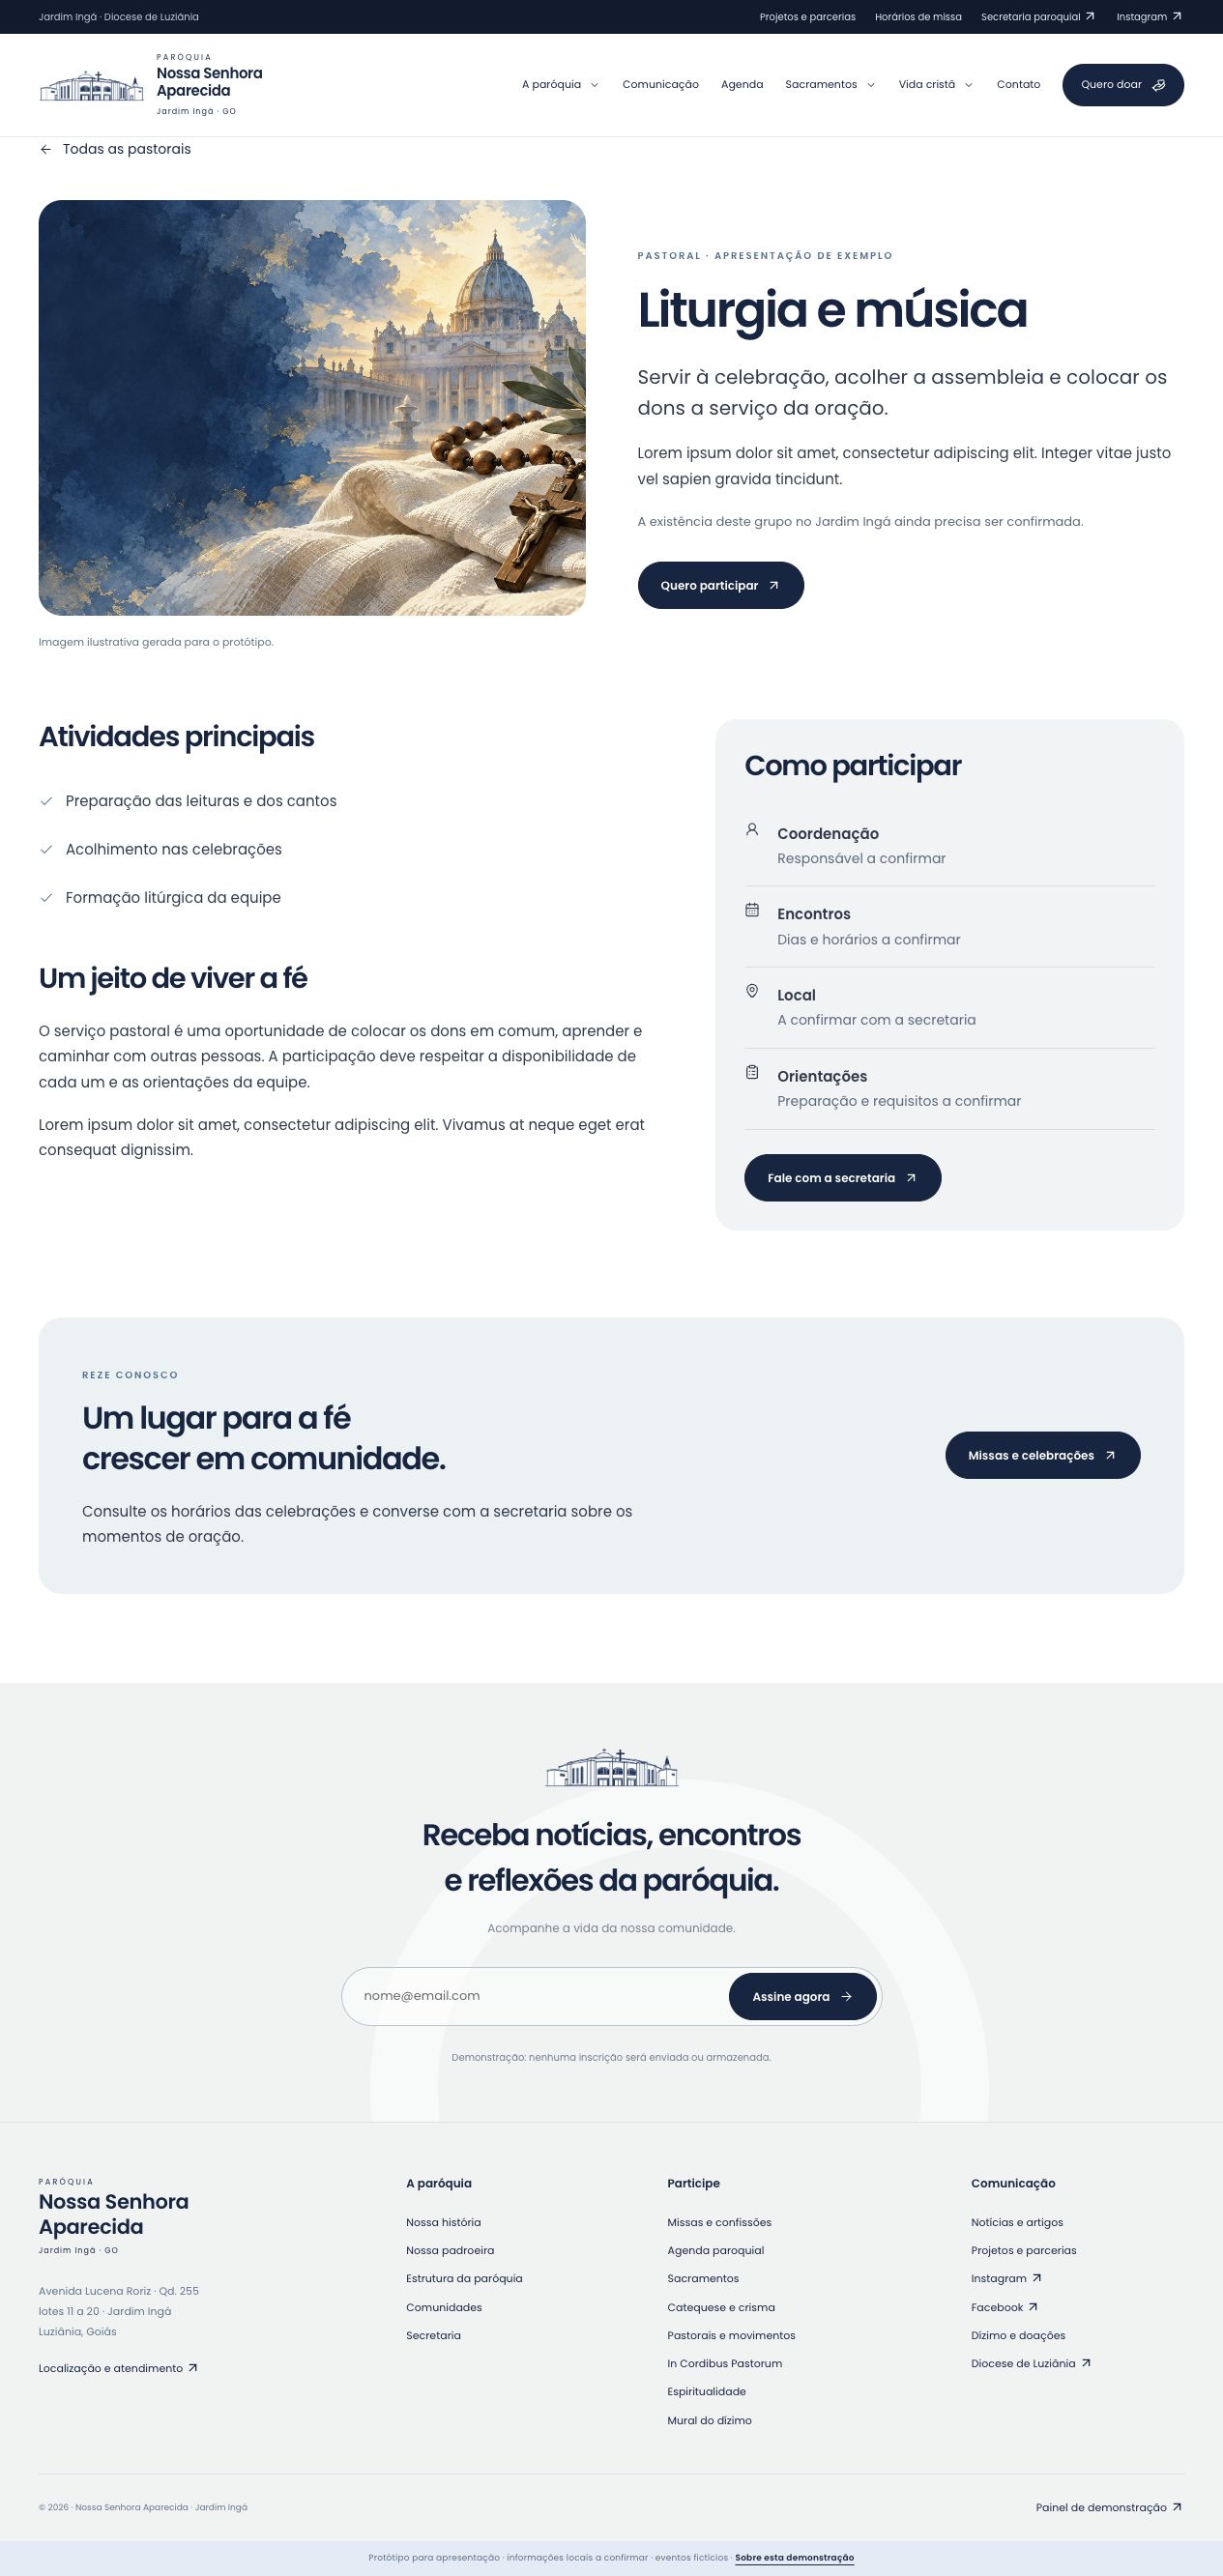 Jardim Ingá · Diocese de Luziânia
Projetos e parcerias
Horários de missa
Secretaria paroquial
Instagram
PARÓQUIA
Nossa Senhora
Aparecida
Jardim Ingá · GO
A paróquia
Comunicação
Agenda
Sacramentos
Vida cristã
Contato
Quero doar
Todas as pastorais
PASTORAL · APRESENTAÇÃO DE EXEMPLO
Liturgia e música
Servir à celebração, acolher a assembleia e colocar os
dons a serviço da oração.
Lorem ipsum dolor sit amet, consectetur adipiscing elit. Integer vitae justo
vel sapien gravida tincidunt.
A existência deste grupo no Jardim Ingá ainda precisa ser confirmada.
Quero participar
Imagem ilustrativa gerada para o protótipo.
Atividades principais
Preparação das leituras e dos cantos
Acolhimento nas celebrações
Formação litúrgica da equipe
Um jeito de viver a fé
O serviço pastoral é uma oportunidade de colocar os dons em comum, aprender e
caminhar com outras pessoas. A participação deve respeitar a disponibilidade de
cada um e as orientações da equipe.
Lorem ipsum dolor sit amet, consectetur adipiscing elit. Vivamus at neque eget erat
consequat dignissim.
Como participar
Coordenação
Responsável a confirmar
Encontros
Dias e horários a confirmar
Local
A confirmar com a secretaria
Orientações
Preparação e requisitos a confirmar
Fale com a secretaria
REZE CONOSCO
Um lugar para a fé
crescer em comunidade.
Consulte os horários das celebrações e converse com a secretaria sobre os
momentos de oração.
Missas e celebrações
Receba notícias, encontros
e reflexões da paróquia.
Acompanhe a vida da nossa comunidade.
nome@email.com
Assine agora
Demonstração: nenhuma inscrição será enviada ou armazenada.
PARÓQUIA
Nossa Senhora
Aparecida
Jardim Ingá · GO
Avenida Lucena Roriz · Qd. 255
lotes 11 a 20 · Jardim Ingá
Luziânia, Goiás
Localização e atendimento
A paróquia
Nossa história
Nossa padroeira
Estrutura da paróquia
Comunidades
Secretaria
Participe
Missas e confissões
Agenda paroquial
Sacramentos
Catequese e crisma
Pastorais e movimentos
In Cordibus Pastorum
Espiritualidade
Mural do dízimo
Comunicação
Notícias e artigos
Projetos e parcerias
Instagram
Facebook
Dízimo e doações
Diocese de Luziânia
© 2026 · Nossa Senhora Aparecida · Jardim Ingá
Painel de demonstração
Protótipo para apresentação · informações locais a confirmar · eventos fictícios · Sobre esta demonstração